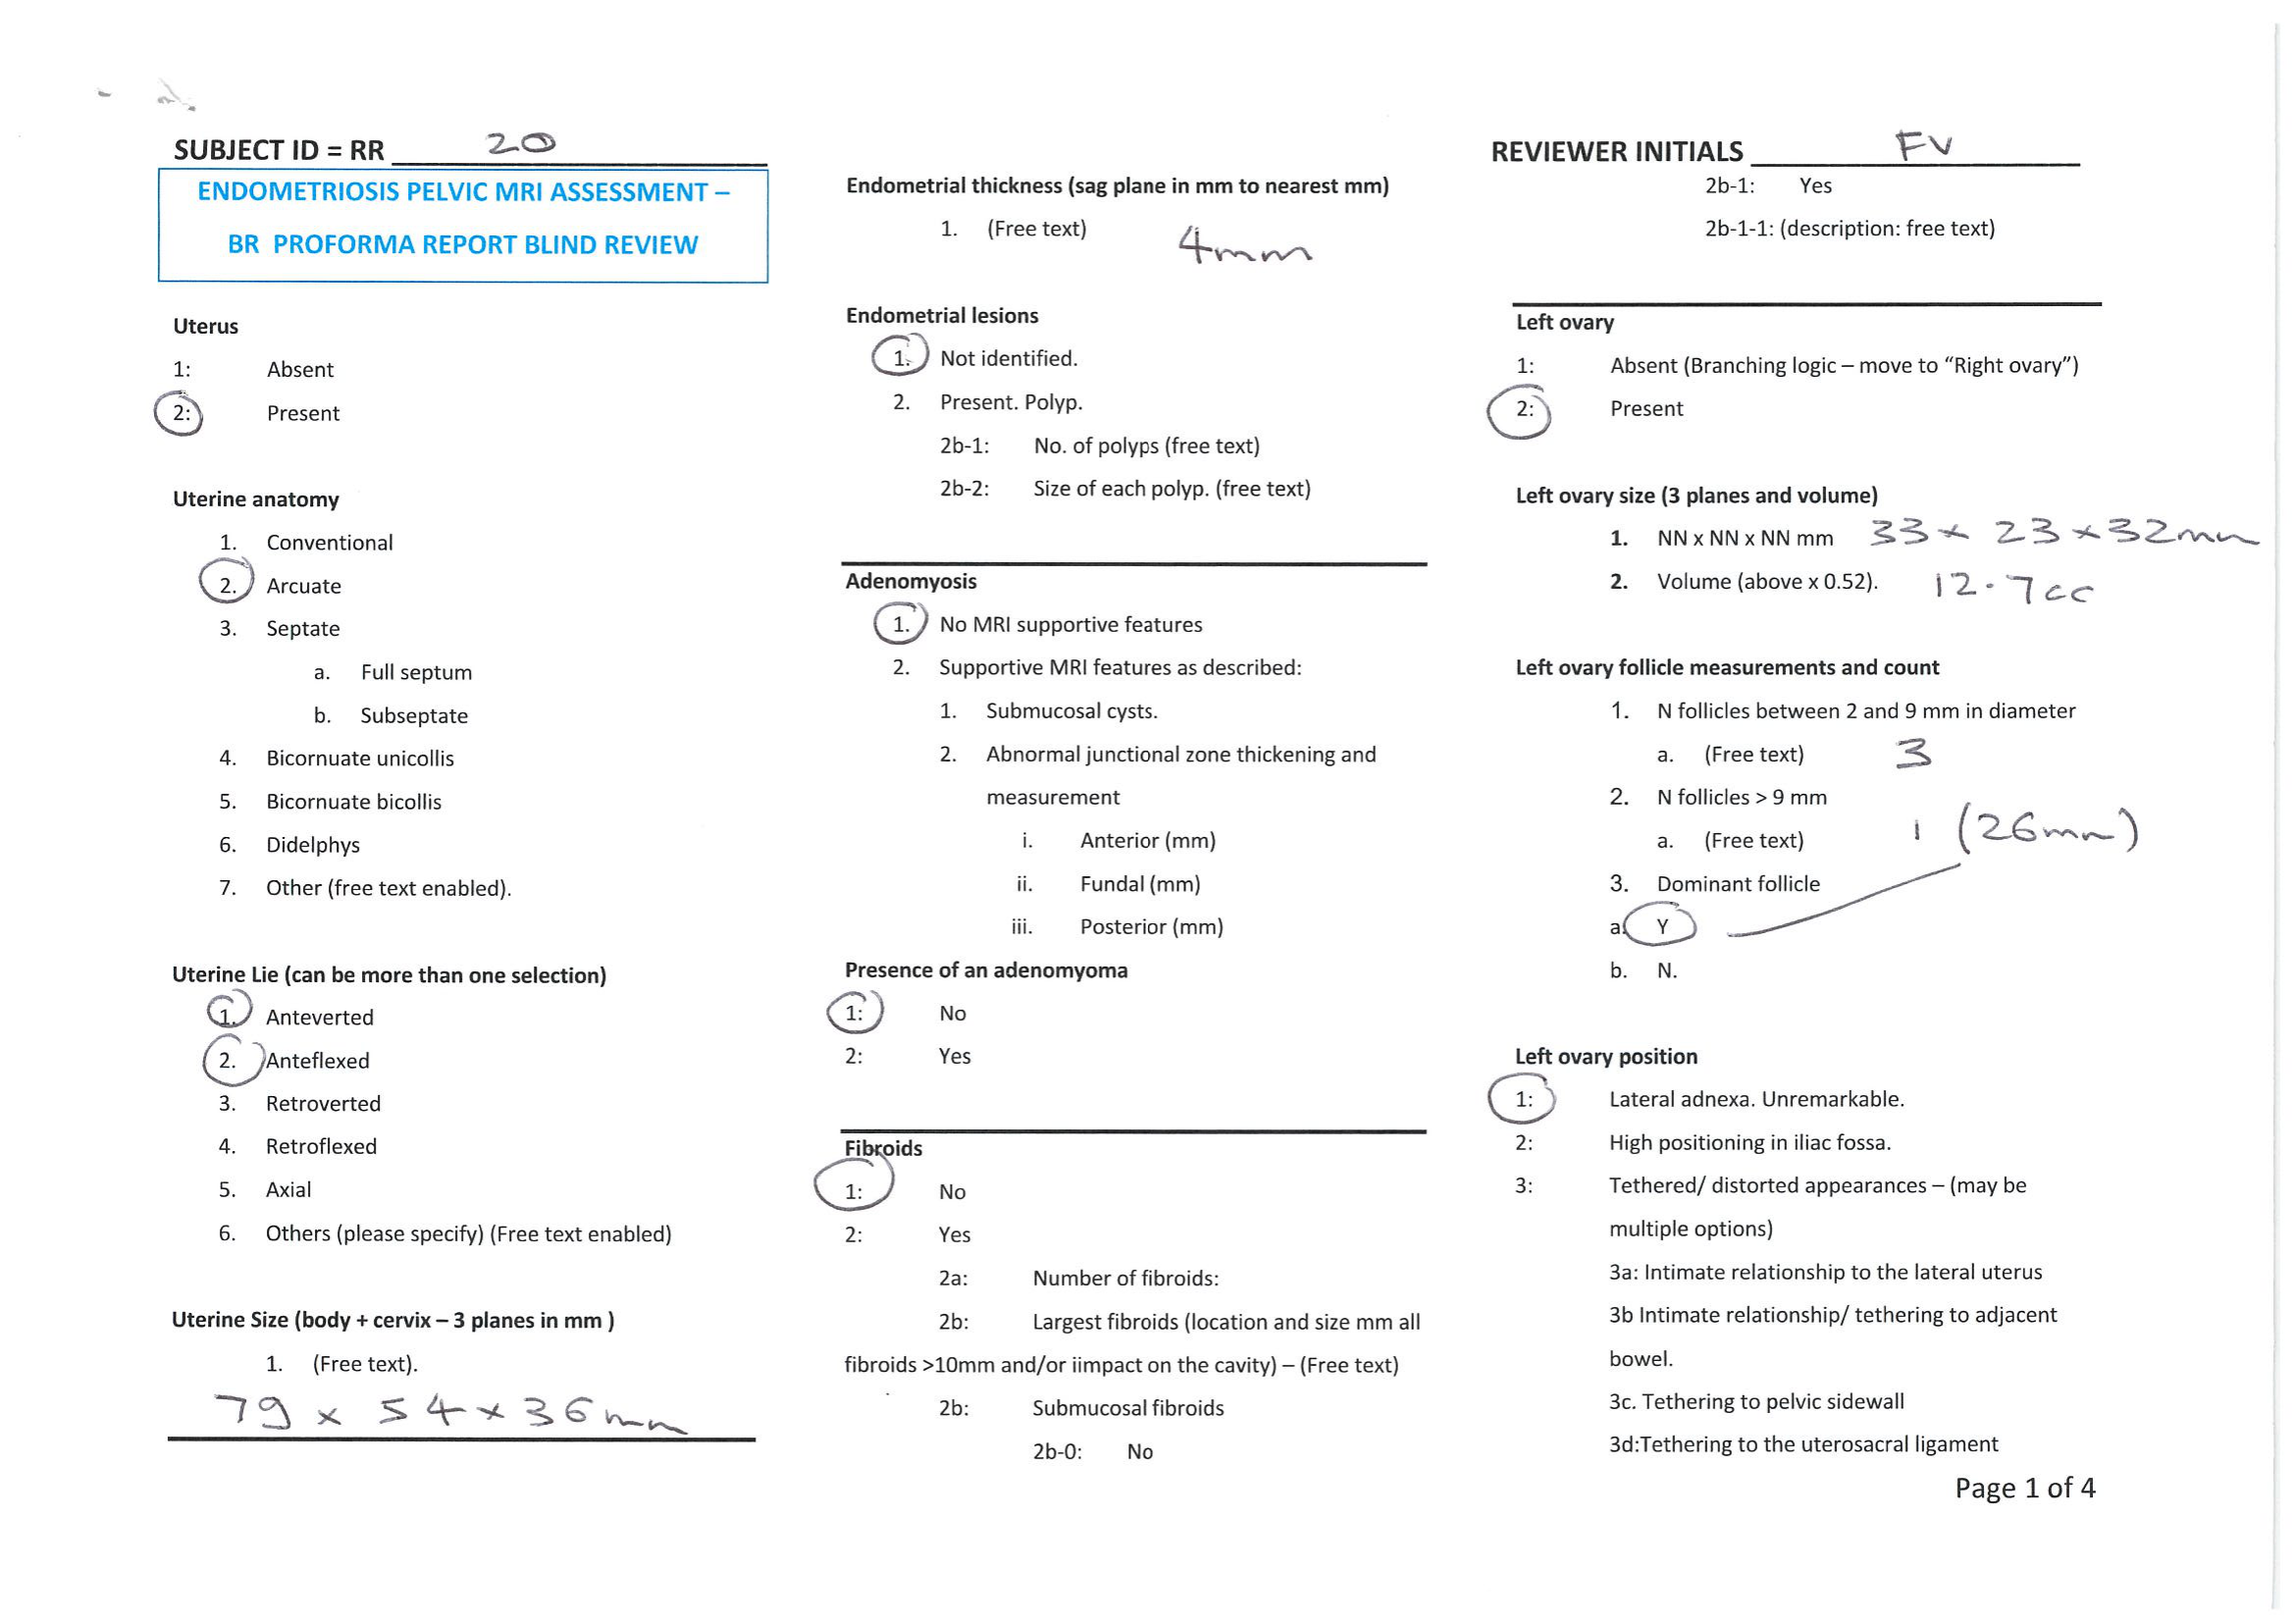 SUBJECT ID = RR 20
ENDOMETRIOSIS PELVIC MRI ASSESSMENT –
BR PROFORMA REPORT BLIND REVIEW
Uterus
1: Absent
2: Present
Uterine anatomy
1. Conventional
2. Arcuate
3. Septate
a. Full septum
b. Subseptate
4. Bicornuate unicollis
5. Bicornuate bicollis
6. Didelphys
7. Other (free text enabled).
Uterine Lie (can be more than one selection)
1. Anteverted
2. Anteflexed
3. Retroverted
4. Retroflexed
5. Axial
6. Others (please specify) (Free text enabled)
Uterine Size (body + cervix – 3 planes in mm )
1. (Free text).
79 x 54 x 36mm
Endometrial thickness (sag plane in mm to nearest mm)
1. (Free text) 4mm
Endometrial lesions
1. Not identified.
2. Present. Polyp.
2b-1: No. of polyps (free text)
2b-2: Size of each polyp. (free text)
Adenomyosis
1. No MRI supportive features
2. Supportive MRI features as described:
1. Submucosal cysts.
2. Abnormal junctional zone thickening and
measurement
i. Anterior (mm)
ii. Fundal (mm)
iii. Posterior (mm)
Presence of an adenomyoma
1: No
2: Yes
Fibroids
1: No
2: Yes
2a: Number of fibroids:
2b: Largest fibroids (location and size mm all
fibroids >10mm and/or iimpact on the cavity) – (Free text)
2b: Submucosal fibroids
2b-0: No
REVIEWER INITIALS FV
2b-1: Yes
2b-1-1: (description: free text)
Left ovary
1: Absent (Branching logic – move to “Right ovary”)
2: Present
Left ovary size (3 planes and volume)
1. NN x NN x NN mm 33 x 23 x 32mm
2. Volume (above x 0.52). 12.7cc
Left ovary follicle measurements and count
1. N follicles between 2 and 9 mm in diameter
a. (Free text) 3
2. N follicles > 9 mm
a. (Free text) 1 (26mm)
3. Dominant follicle
a. Y
b. N.
Left ovary position
1: Lateral adnexa. Unremarkable.
2: High positioning in iliac fossa.
3: Tethered/ distorted appearances – (may be
multiple options)
3a: Intimate relationship to the lateral uterus
3b Intimate relationship/ tethering to adjacent
bowel.
3c. Tethering to pelvic sidewall
3d:Tethering to the uterosacral ligament
Page 1 of 4